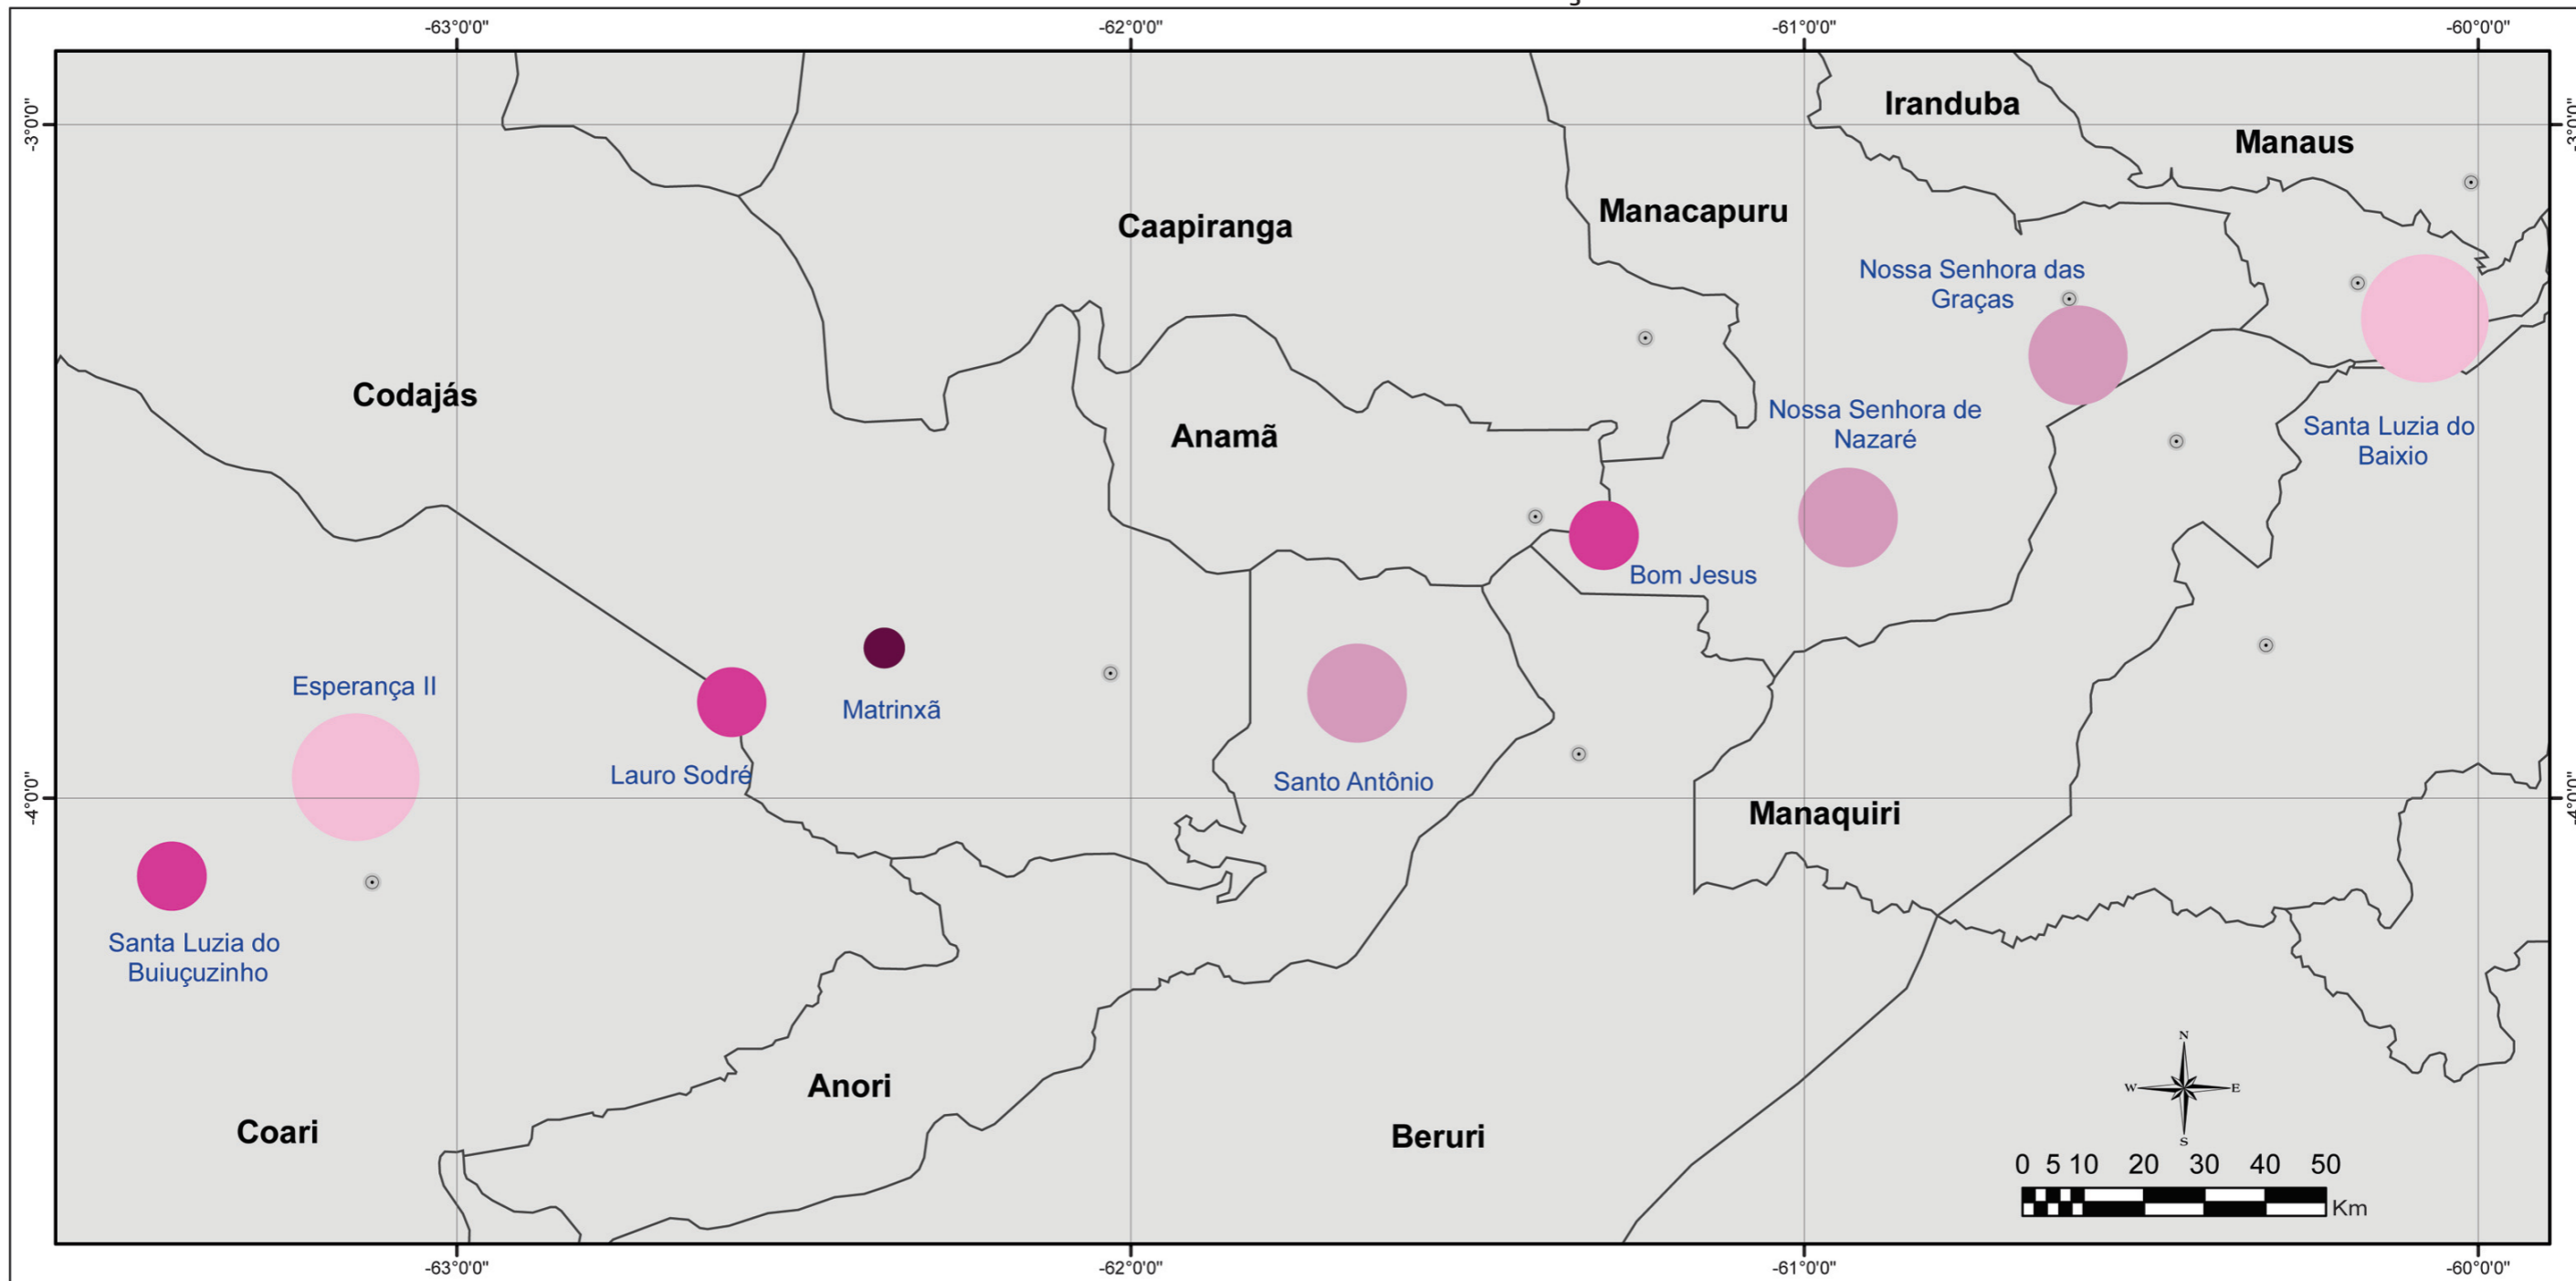 -63°0'0"
-62°0'0"
-61°0'0"
-60°0'0"
-3°0'0"
-3°0'0"
Iranduba
Manaus
Manacapuru
Caapiranga
Nossa Senhora das
Graças
Codajás
Anamã
Nossa Senhora de
Nazaré
Santa Luzia do
Baixio
Bom Jesus
Esperança II
Matrinxã
Lauro Sodré
Santo Antônio
-4°0'0"
-4°0'0"
Manaquiri
Santa Luzia do
Buiuçuzinho
Anori
Coari
Beruri
N
W
E
S
0 5 10 20 30 40 50
Km
-63°0'0"
-62°0'0"
-61°0'0"
-60°0'0"